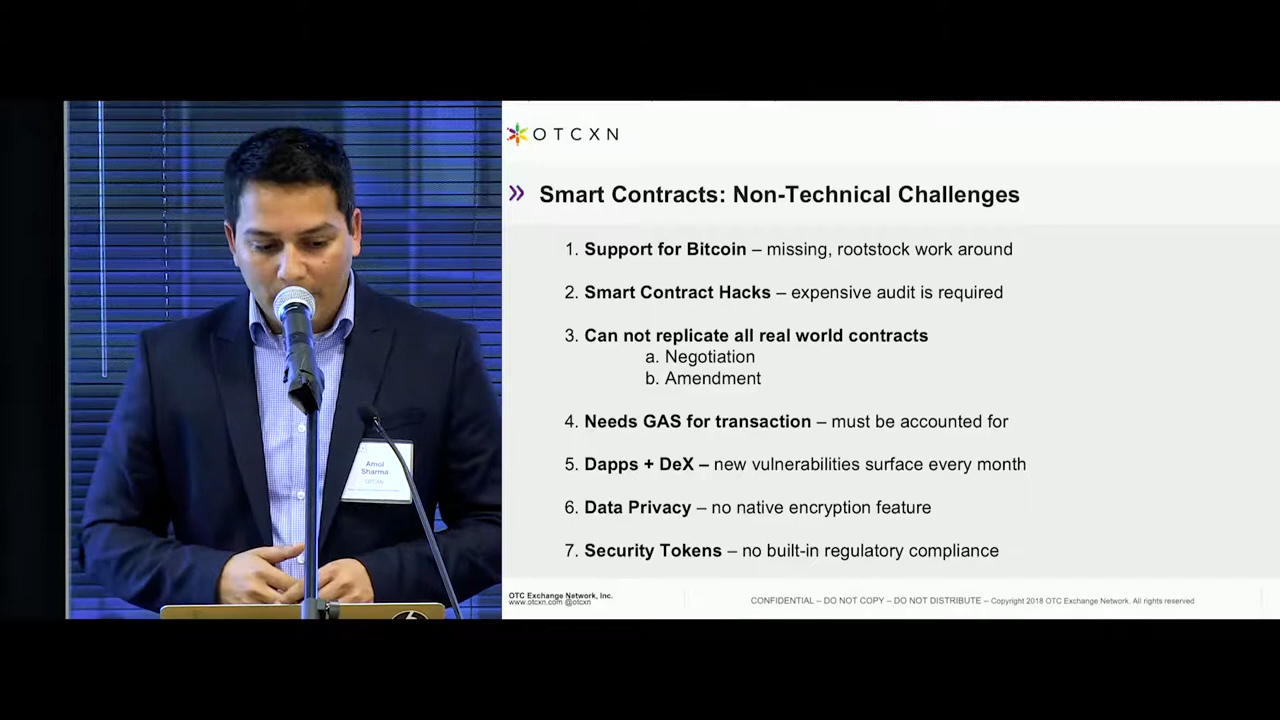 Amol
Sharma
OTCXN
OTCXN
Smart Contracts: Non-Technical Challenges
1. Support for Bitcoin – missing, rootstock work around
2. Smart Contract Hacks – expensive audit is required
3. Can not replicate all real world contracts
a. Negotiation
b. Amendment
4. Needs GAS for transaction – must be accounted for
5. Dapps + DeX – new vulnerabilities surface every month
6. Data Privacy – no native encryption feature
7. Security Tokens – no built-in regulatory compliance
OTC Exchange Network, Inc.
www.otcxn.com @otcxn
CONFIDENTIAL – DO NOT COPY – DO NOT DISTRIBUTE – Copyright 2018 OTC Exchange Network. All rights reserved